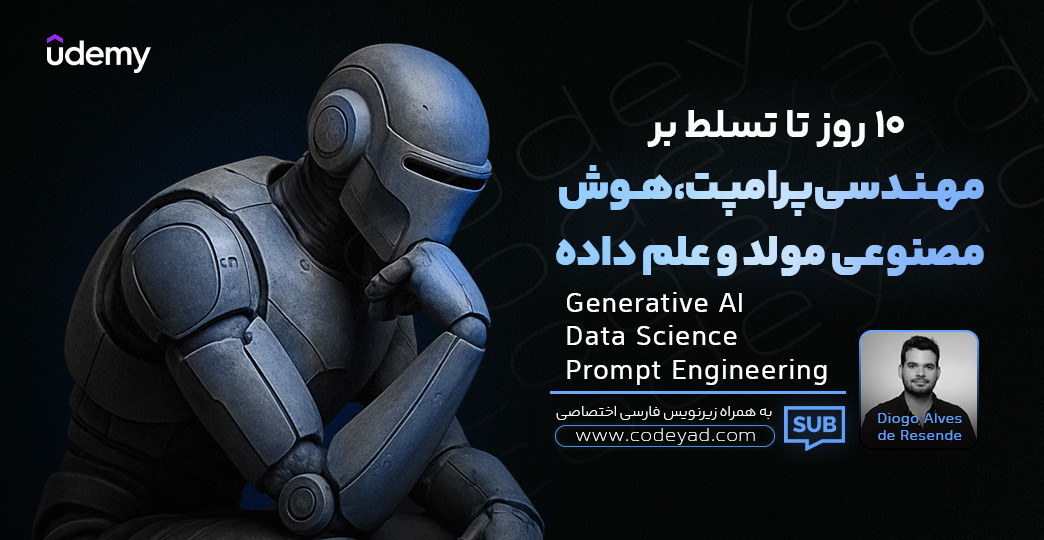 udemy
۱۰ روز تا تسلط بر
مهندسی پرامپت، هوش
مصنوعی مولد و علم داده
Generative AI
Data Science
Prompt Engineering
به همراه زیرنویس فارسی اختصاصی
www.codeyad.com
SUB
Diogo Alves
de Resende